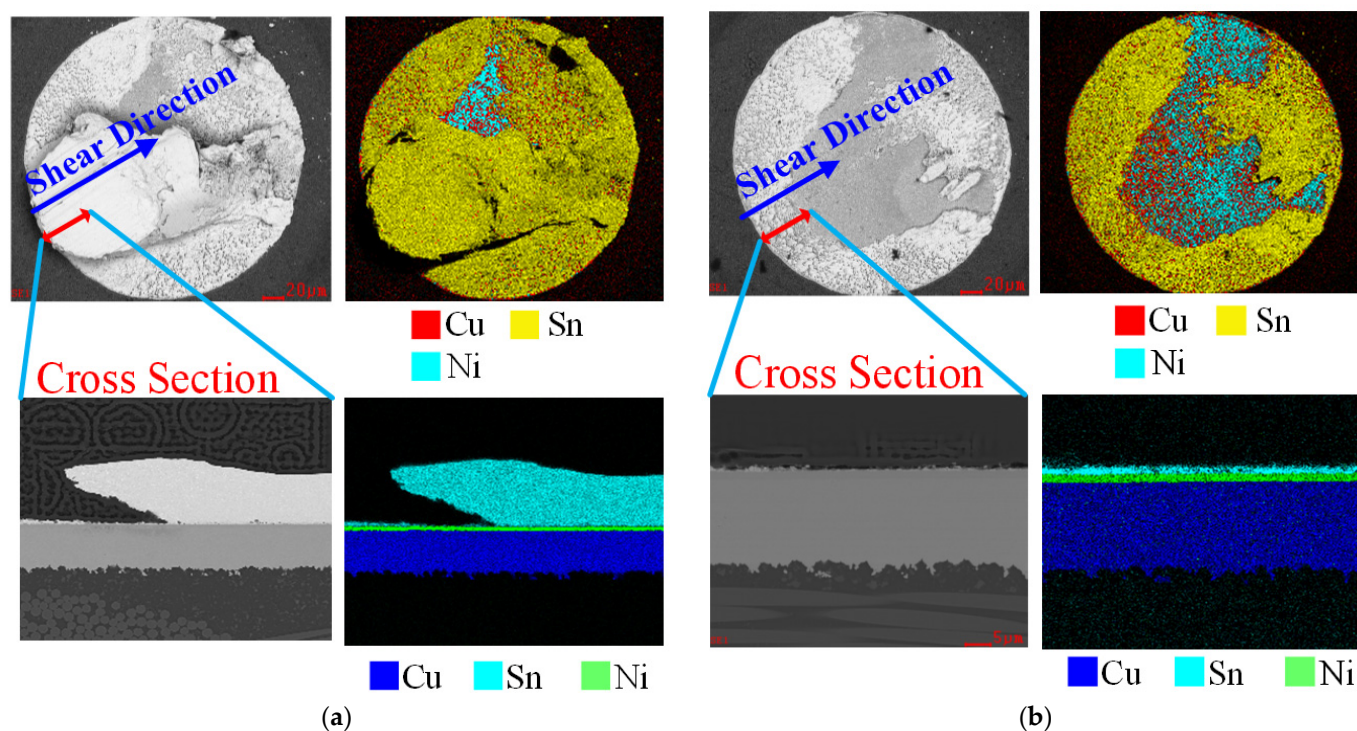 Shear Direction
20μm
Cu Sn
Ni
Cross Section
Cu Sn Ni
(a)
Shear Direction
20μm
Cu Sn
Ni
Cross Section
5μm
Cu Sn Ni
(b)